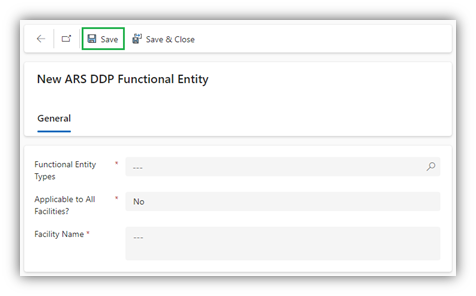 Save
Save & Close
New ARS DDP Functional Entity
General
Functional Entity * ---
Types
Applicable to All * No
Facilities?
Facility Name * ---